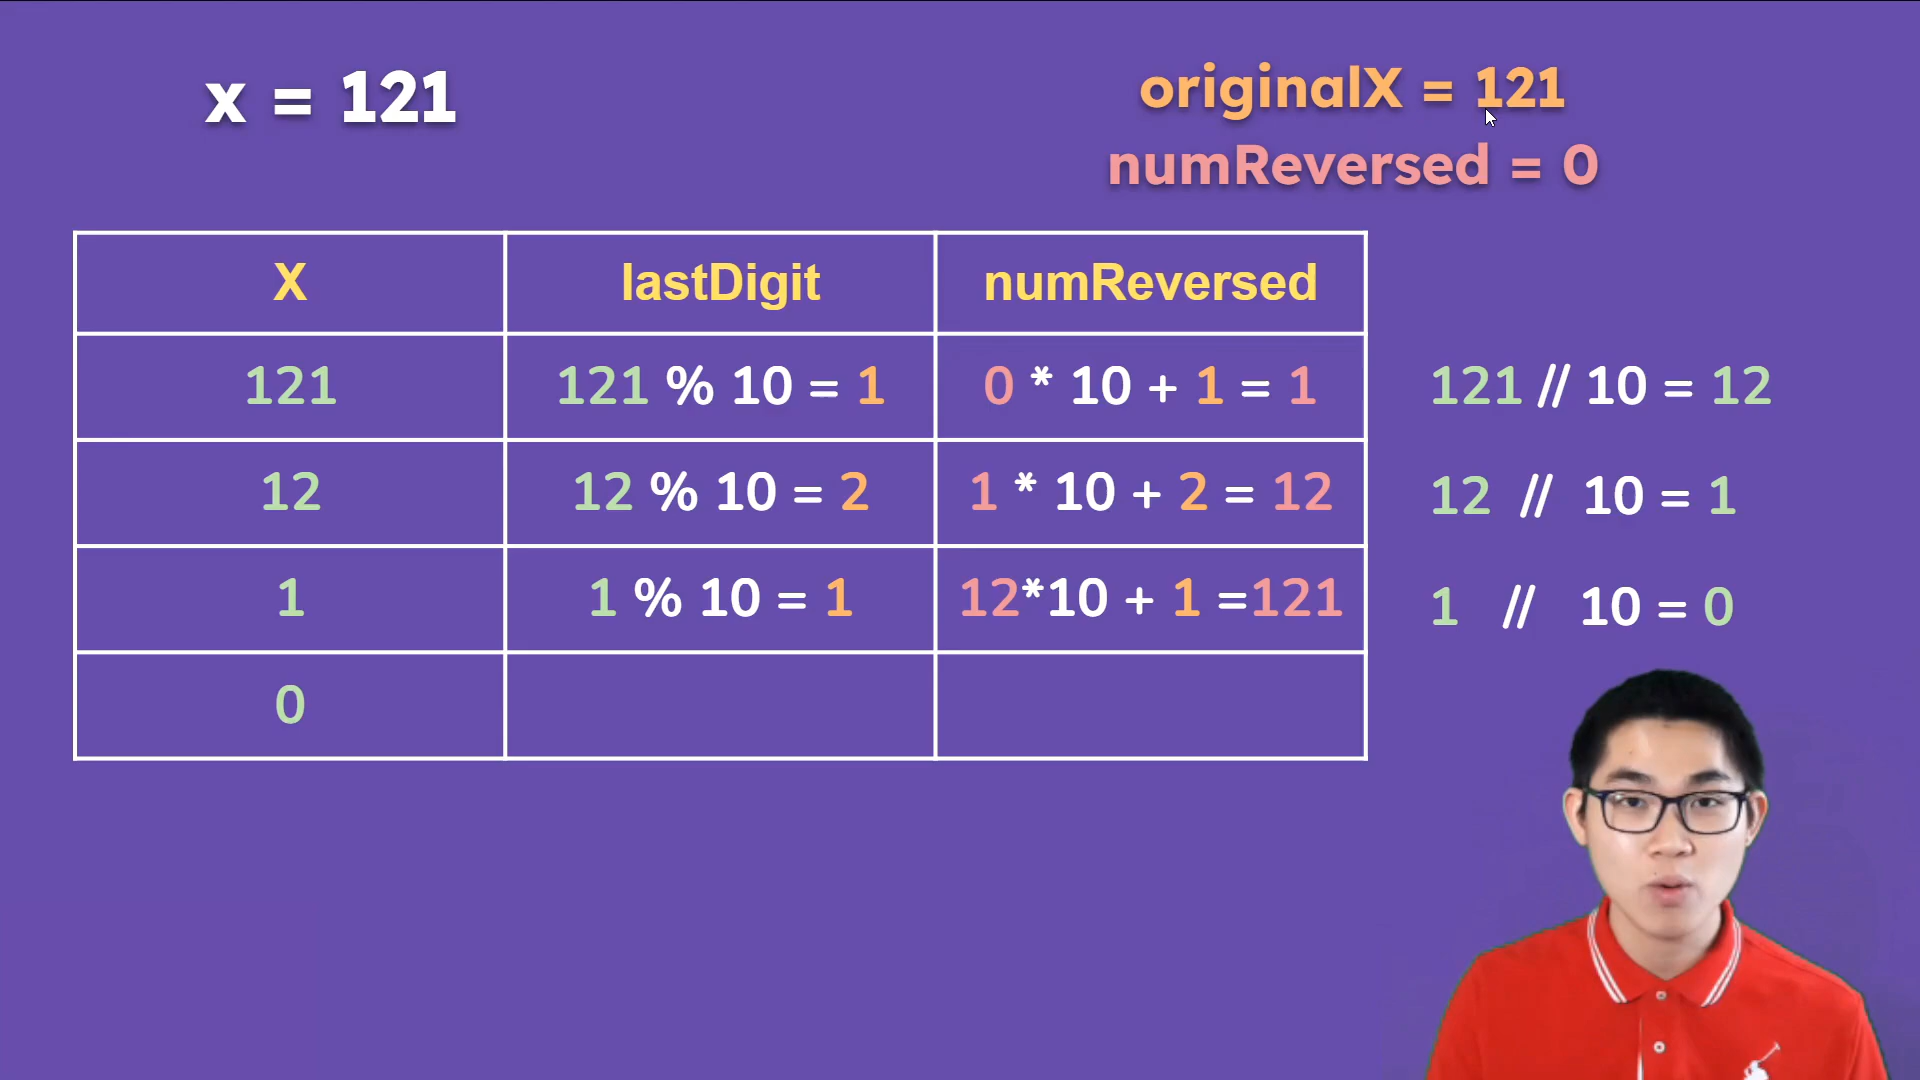 x = 121
originalX = 121
numReversed = 0
X lastDigit numReversed
121 121 % 10 = 1 0 * 10 + 1 = 1 121 // 10 = 12
12 12 % 10 = 2 1 * 10 + 2 = 12 12 // 10 = 1
1 1 % 10 = 1 12*10 + 1 =121 1 // 10 = 0
0